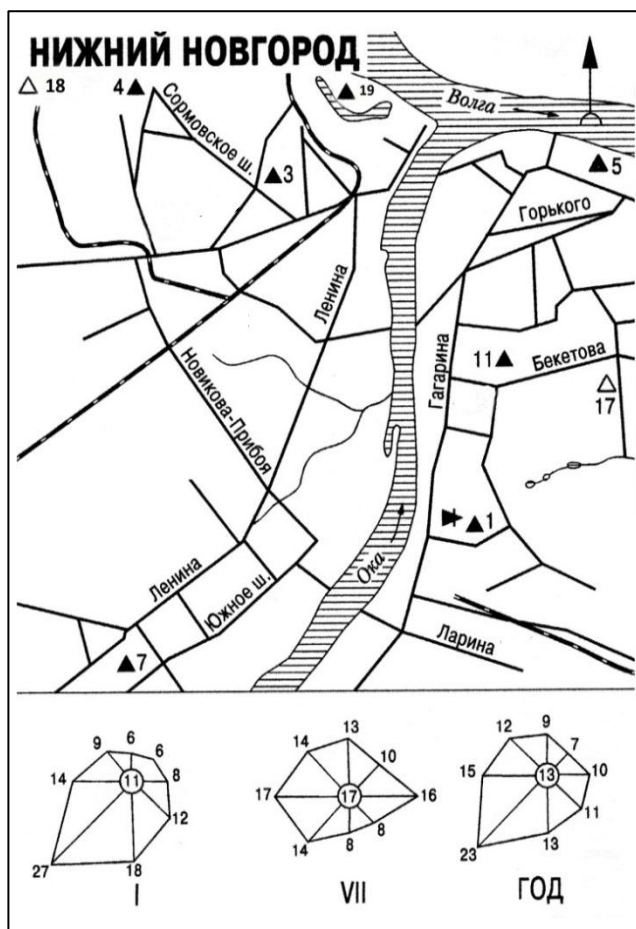 НИЖНИЙ НОВГОРОД
18
4
19
Волга
Сормовское ш.
3
5
Горького
Ленина
Гагарина
11
Бекетова
17
Новикова-Прибоя
1
Ока
Ленина
Южное ш.
Ларина
7
9 6 6
14 11 8
12
27 18
I
13
14 10
17 17 16
14 8 8
VII
9
12 7
15 13 10
11
23 13
ГОД